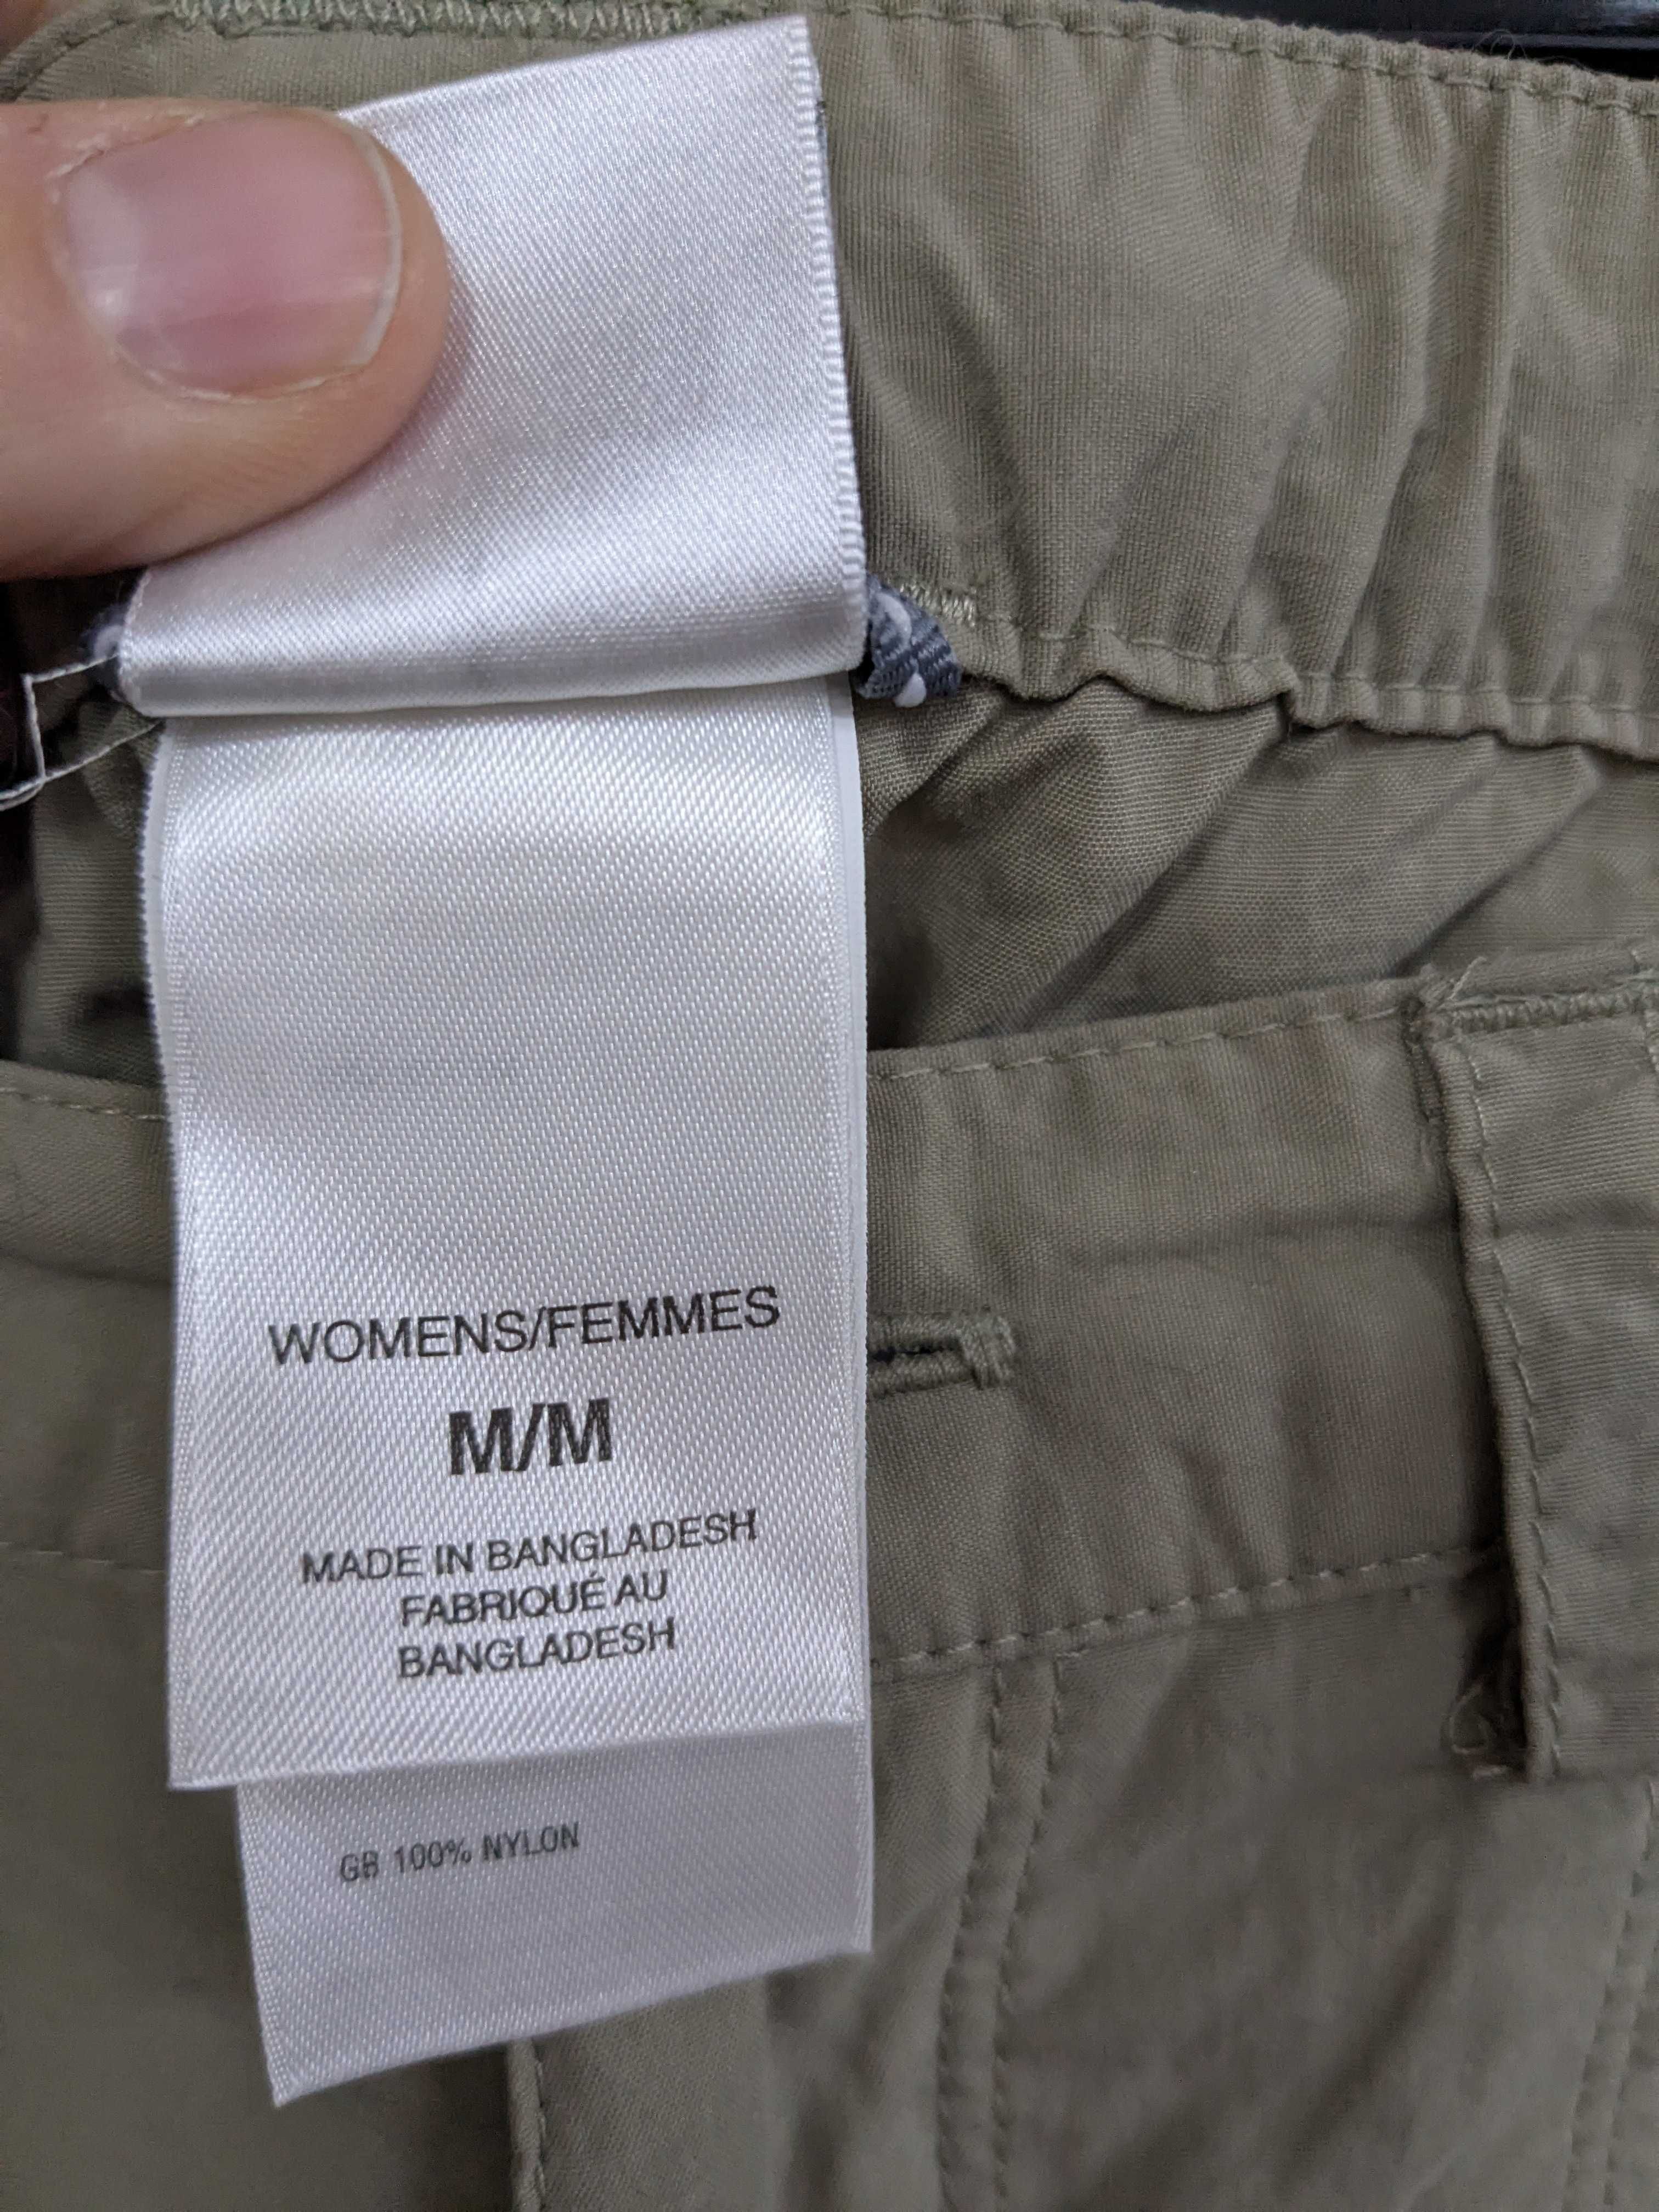 WOMENS/FEMMES
M/M
MADE IN BANGLADESH
FABRIQUÉ AU
BANGLADESH
GB 100% NYLON